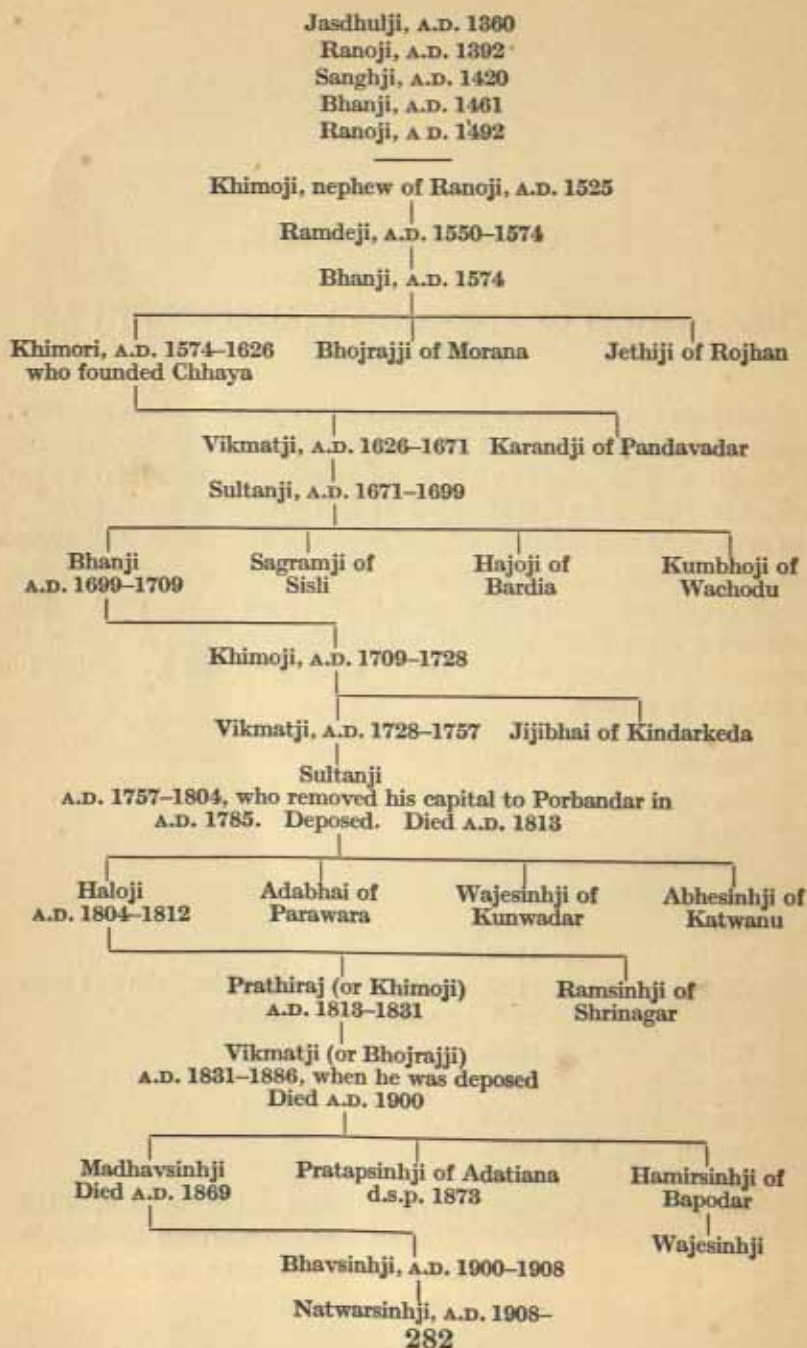 Jasdhulji, A.D. 1360
Ranoji, A.D. 1392
Sanghji, A.D. 1420
Bhanji, A.D. 1461
Ranoji, A D. 1492
Khimoji, nephew of Ranoji, A.D. 1525
Ramdeji, A.D. 1550–1574
Bhanji, A.D. 1574
Khimori, A.D. 1574–1626 Bhojrajji of Morana Jethiji of Rojhan
who founded Chhaya
Vikmatji, A.D. 1626–1671 Karandji of Pandavadar
Sultanji, A.D. 1671–1699
Bhanji Sagramji of Hajoji of Kumbhoji of
A.D. 1699–1709 Sisli Bardia Wachodu
Khimoji, A.D. 1709–1728
Vikmatji, A.D. 1728–1757 Jijibhai of Kindarkeda
Sultanji
A.D. 1757–1804, who removed his capital to Porbandar in
A.D. 1785. Deposed. Died A.D. 1813
Haloji Adabhai of Wajesinhji of Abhesinhji of
A.D. 1804–1812 Parawara Kunwadar Katwanu
Prathiraj (or Khimoji) Ramsinhji of
A.D. 1813–1831 Shrinagar
Vikmatji (or Bhojrajji)
A.D. 1831–1886, when he was deposed
Died A.D. 1900
Madhavsinhji Pratapsinhji of Adatiana Hamirsinhji of
Died A.D. 1869 d.s.p. 1873 Bapodar
Wajesinhji
Bhavsinhji, A.D. 1900–1908
Natwarsinhji, A.D. 1908–
282